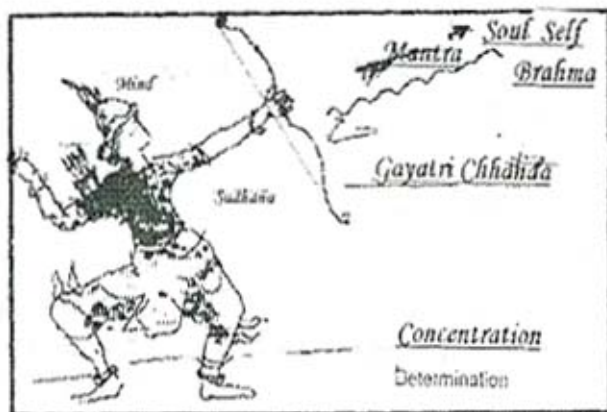 Soul Self
Mantra
Brahma
Mind
Gayatri Chhanda
Sadhana
Concentration
Determination